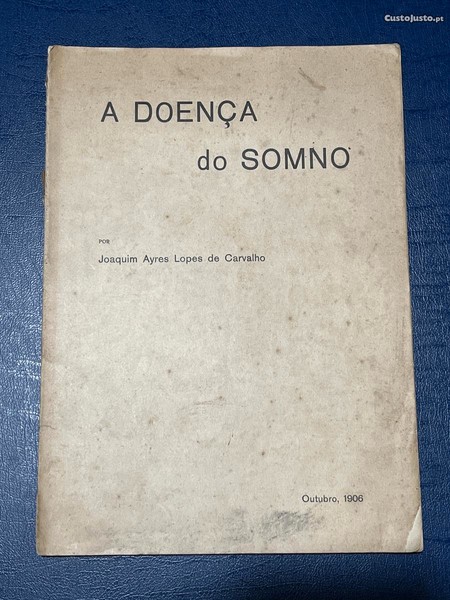 CustoJusto.pt
A DOENÇA
do SOMNO
POR
Joaquim Ayres Lopes de Carvalho
Outubro, 1906